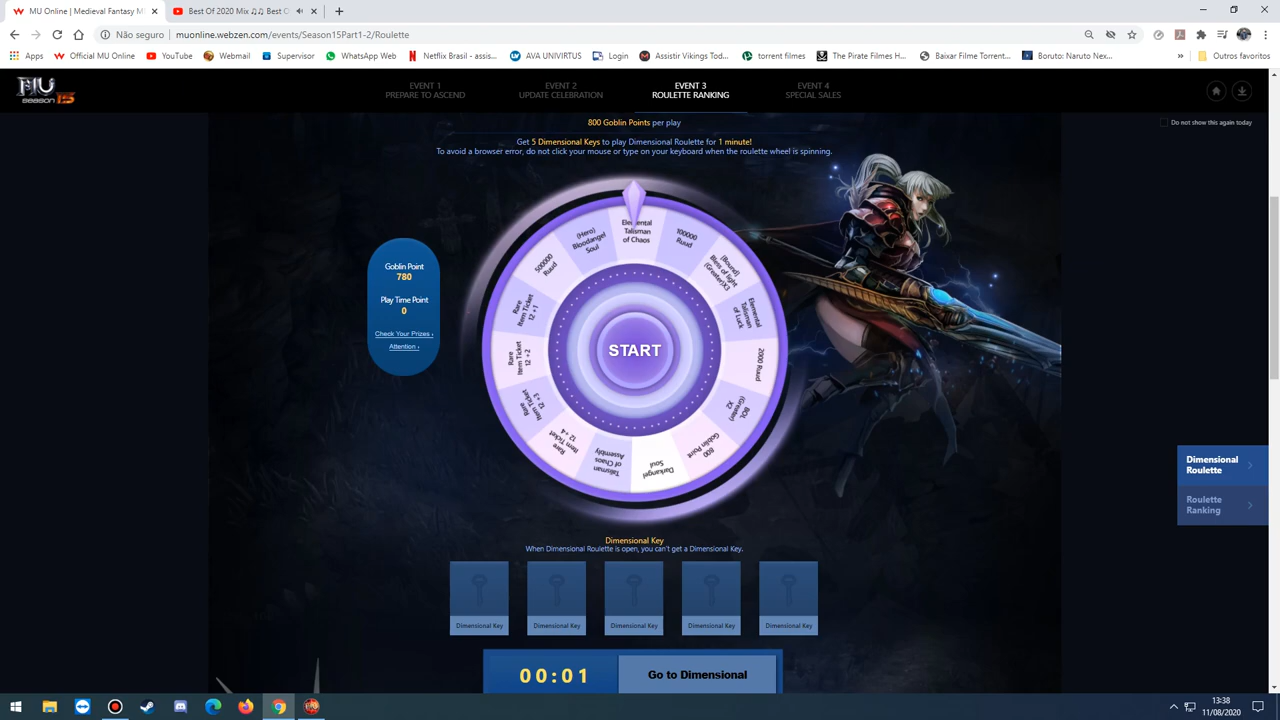 MU Online | Medieval Fantasy M
Best Of 2020 Mix ♫♫ Best C
Não seguro
muonline.webzen.com/events/Season15Part1-2/Roulette
Apps
Official MU Online
YouTube
Webmail
Supervisor
Netflix Brasil - assis...
AVA UNIVIRTUS
Login
Assistir Vikings Tod...
torrent filmes
The Pirate Filmes H...
Baixar Filme Torrent...
Boruto: Naruto Nex...
»
Outros favoritos
MU
SEASON 15
EVENT 1
PREPARE TO ASCEND
EVENT 2
UPDATE CELEBRATION
EVENT 3
ROULETTE RANKING
EVENT 4
SPECIAL SALES
800 Goblin Points per play
Do not show this again today
Get 5 Dimensional Keys to play Dimensional Roulette for 1 minute!
To avoid a browser error, do not click your mouse or type on your keyboard when the roulette wheel is spinning.
Goblin Point
780
Play Time Point
0
Check Your Prizes ›
Attention ›
Elemental
Talisman
of Chaos
100000
Ruud
(Bound)
Bless of light
(Greater)X3
Elemental
Talisman
of Luck
2000 Ruud
BOL
(Greater)
X2
800
Goblin Point
Darkangel
Soul
Talisman
of Chaos
Assembly
Rare
Item Ticket
12 +4
Rare
Item Ticket
12 +3
Rare
Item Ticket
12 +2
Rare
Item Ticket
12 +1
500000
Ruud
(Hero)
Bloodangel
Soul
START
Dimensional
Roulette
Roulette
Ranking
Dimensional Key
When Dimensional Roulette is open, you can't get a Dimensional Key.
Dimensional Key
Dimensional Key
Dimensional Key
Dimensional Key
Dimensional Key
00:01
Go to Dimensional
13:38
11/08/2020